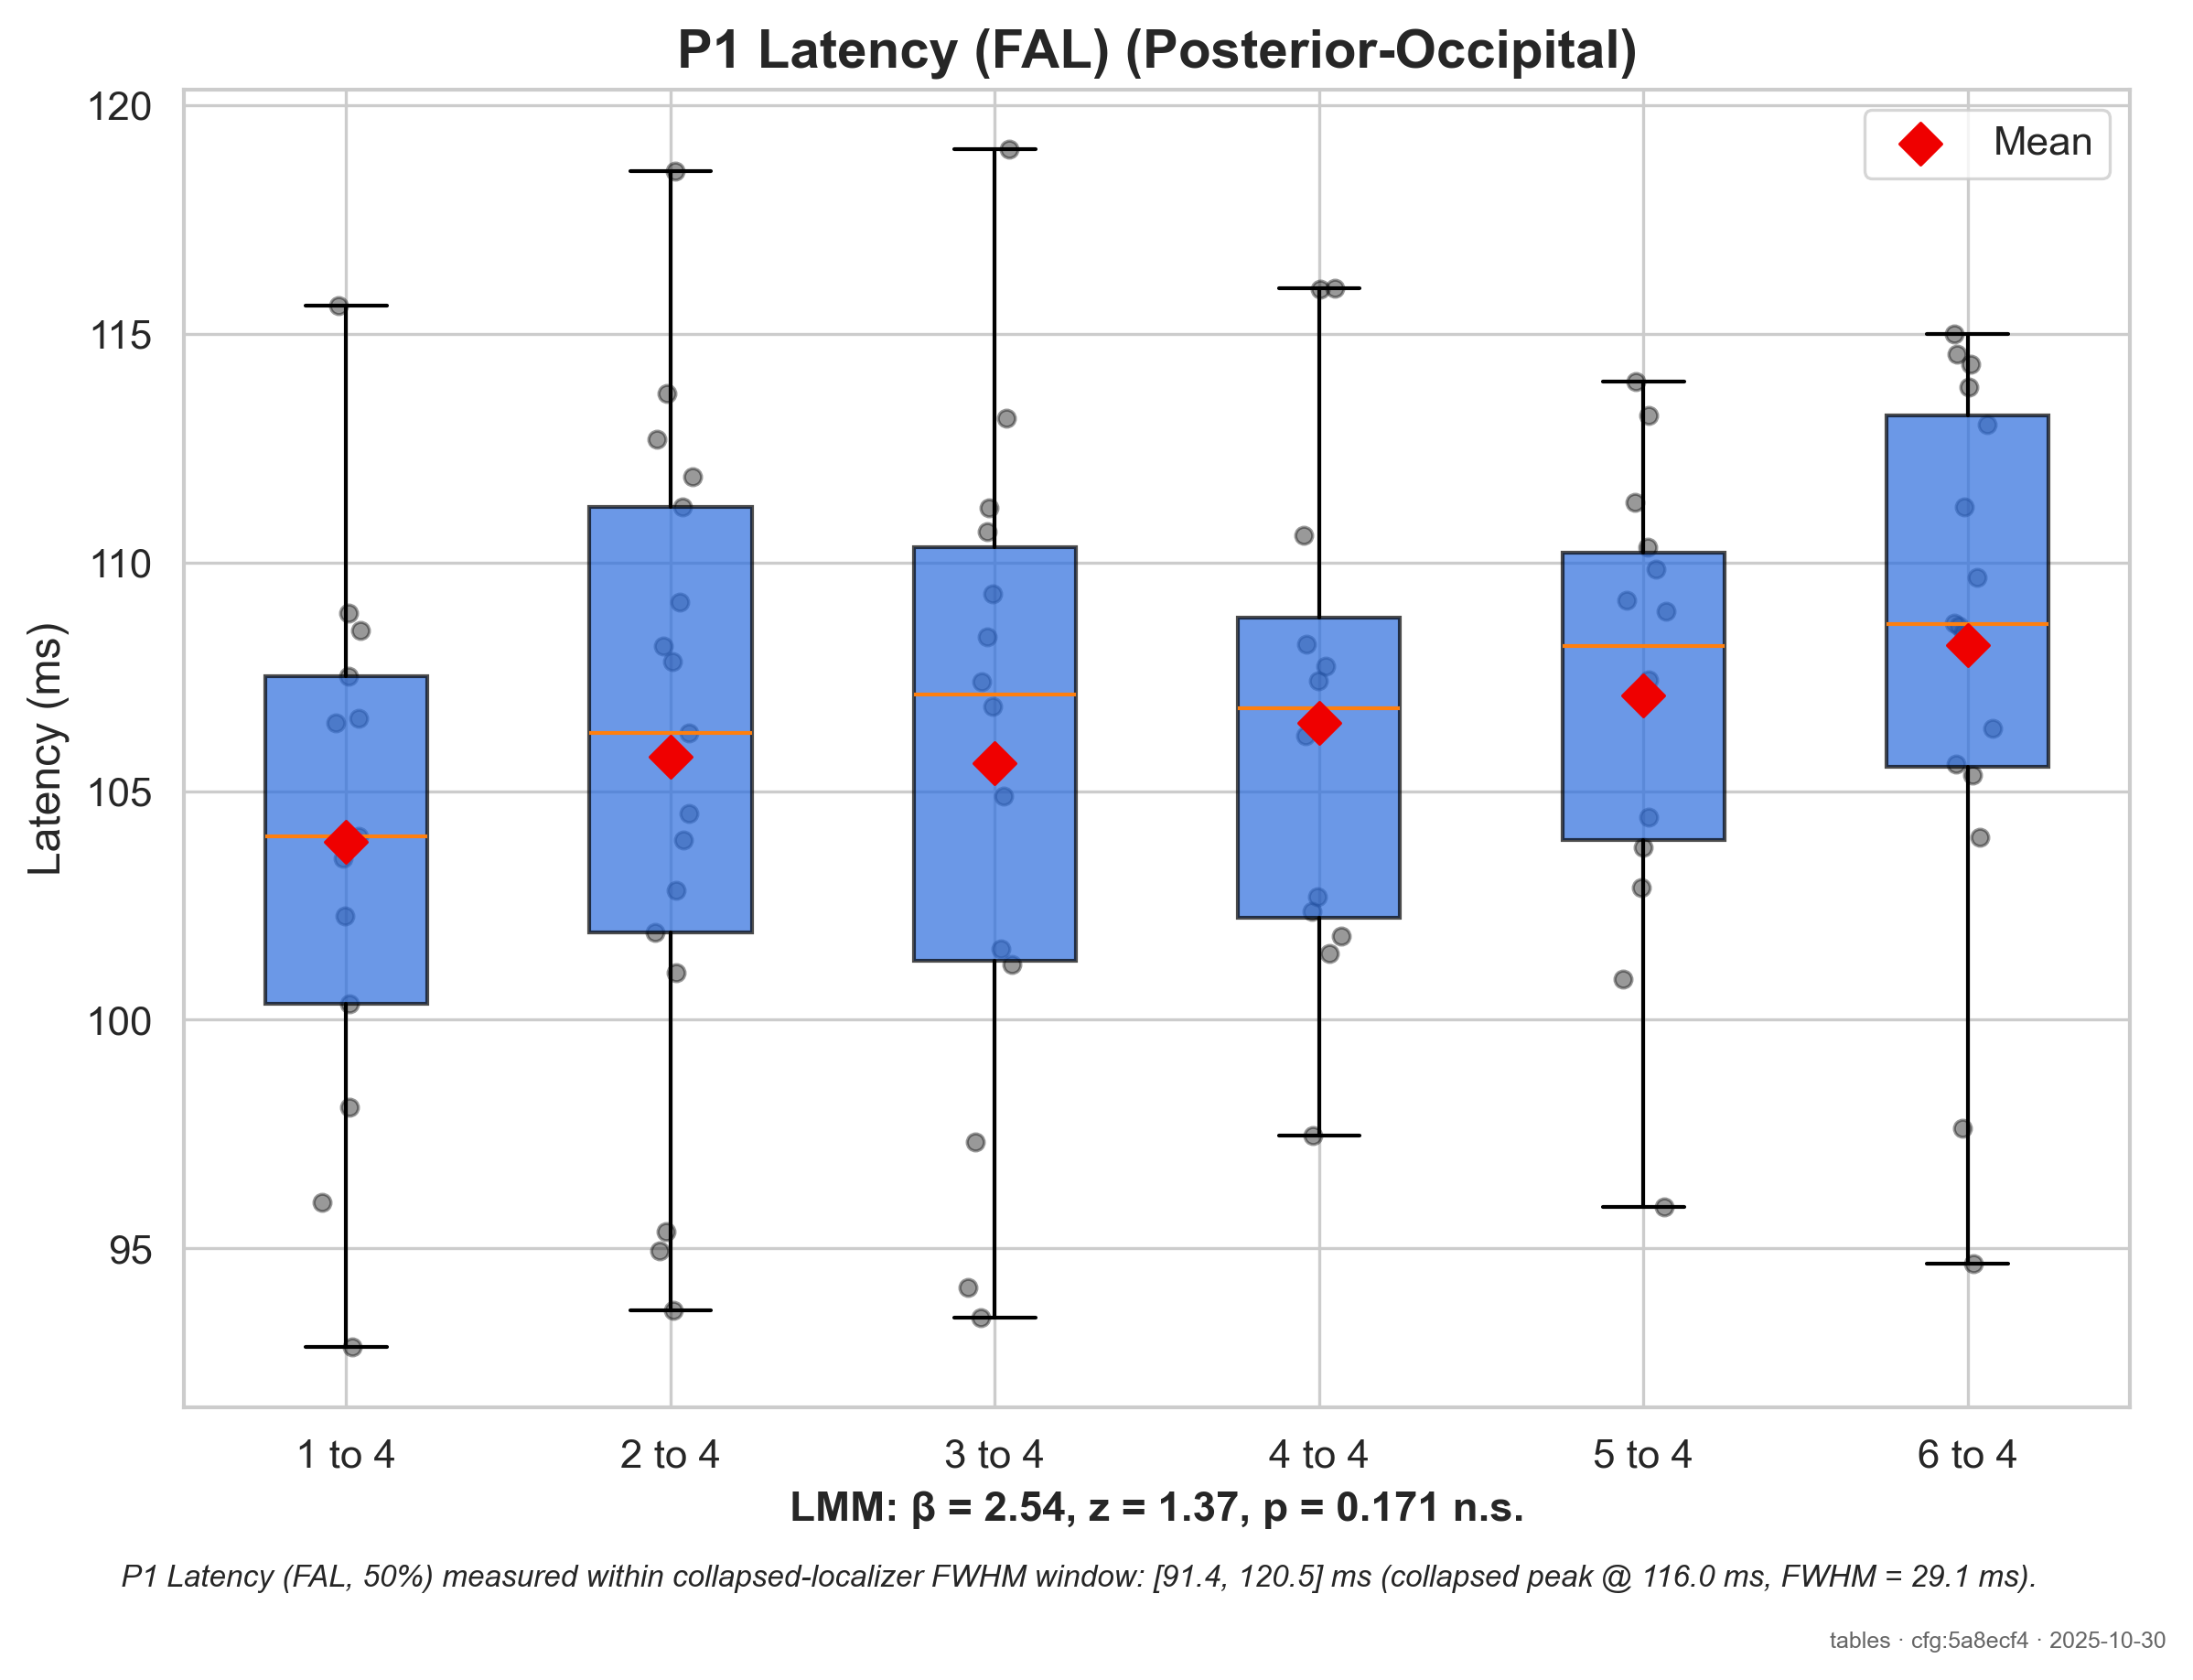 P1 Latency (FAL) (Posterior-Occipital)
Mean
Latency (ms)
120
115
110
105
100
95
1 to 4 2 to 4 3 to 4 4 to 4 5 to 4 6 to 4
LMM: β = 2.54, z = 1.37, p = 0.171 n.s.
P1 Latency (FAL, 50%) measured within collapsed-localizer FWHM window: [91.4, 120.5] ms (collapsed peak @ 116.0 ms, FWHM = 29.1 ms).
tables · cfg:5a8ecf4 · 2025-10-30